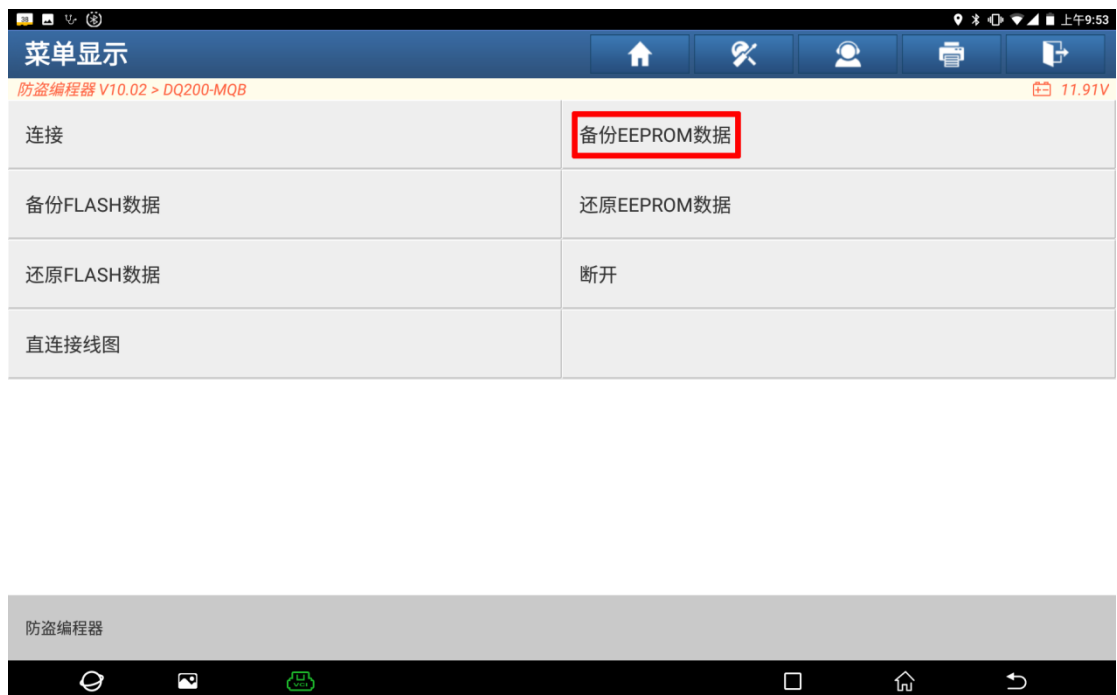 38 上午9:53
菜单显示
防盗编程器 V10.02 > DQ200-MQB 11.91V
连接 备份EEPROM数据
备份FLASH数据 还原EEPROM数据
还原FLASH数据 断开
直连接线图
防盗编程器
VCI